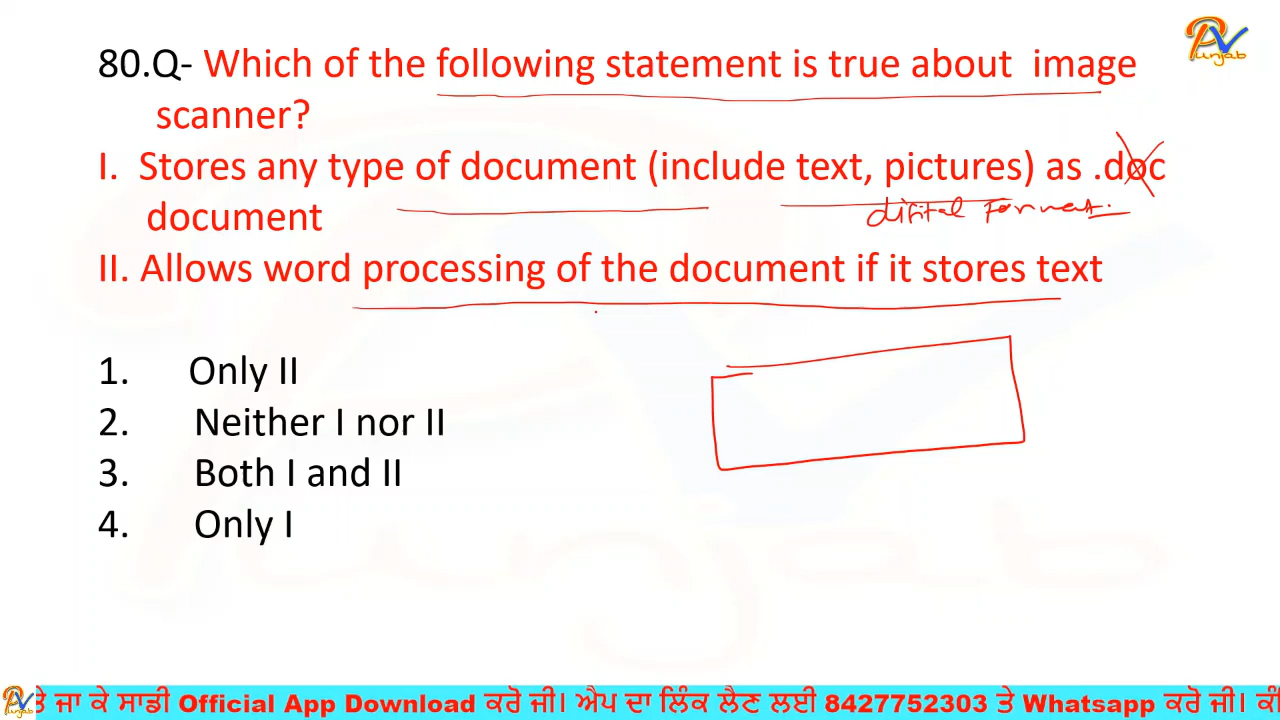 PV
Punjab
80.Q- Which of the following statement is true about image
scanner?
I. Stores any type of document (include text, pictures) as .doc
digital format.
document
II. Allows word processing of the document if it stores text
1. Only II
2. Neither I nor II
3. Both I and II
4. Only I
ਤੇ ਜਾ ਕੇ ਸਾਡੀ Official App Download ਕਰੋ ਜੀ। ਐਪ ਦਾ ਲਿੰਕ ਲੈਣ ਲਈ 8427752303 ਤੇ Whatsapp ਕਰੋ ਜੀ।